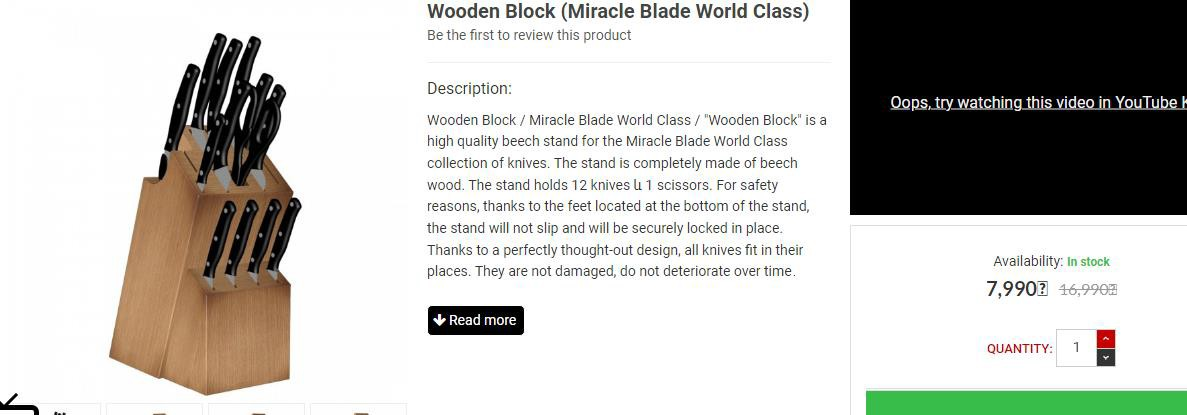 Wooden Block (Miracle Blade World Class)
Be the first to review this product
Description:
Wooden Block / Miracle Blade World Class / "Wooden Block" is a
high quality beech stand for the Miracle Blade World Class
collection of knives. The stand is completely made of beech
wood. The stand holds 12 knives և 1 scissors. For safety
reasons, thanks to the feet located at the bottom of the stand,
the stand will not slip and will be securely locked in place.
Thanks to a perfectly thought-out design, all knives fit in their
places. They are not damaged, do not deteriorate over time.
Read more
Oops, try watching this video in YouTube K
Availability: In stock
7,990 16,990
QUANTITY: 1